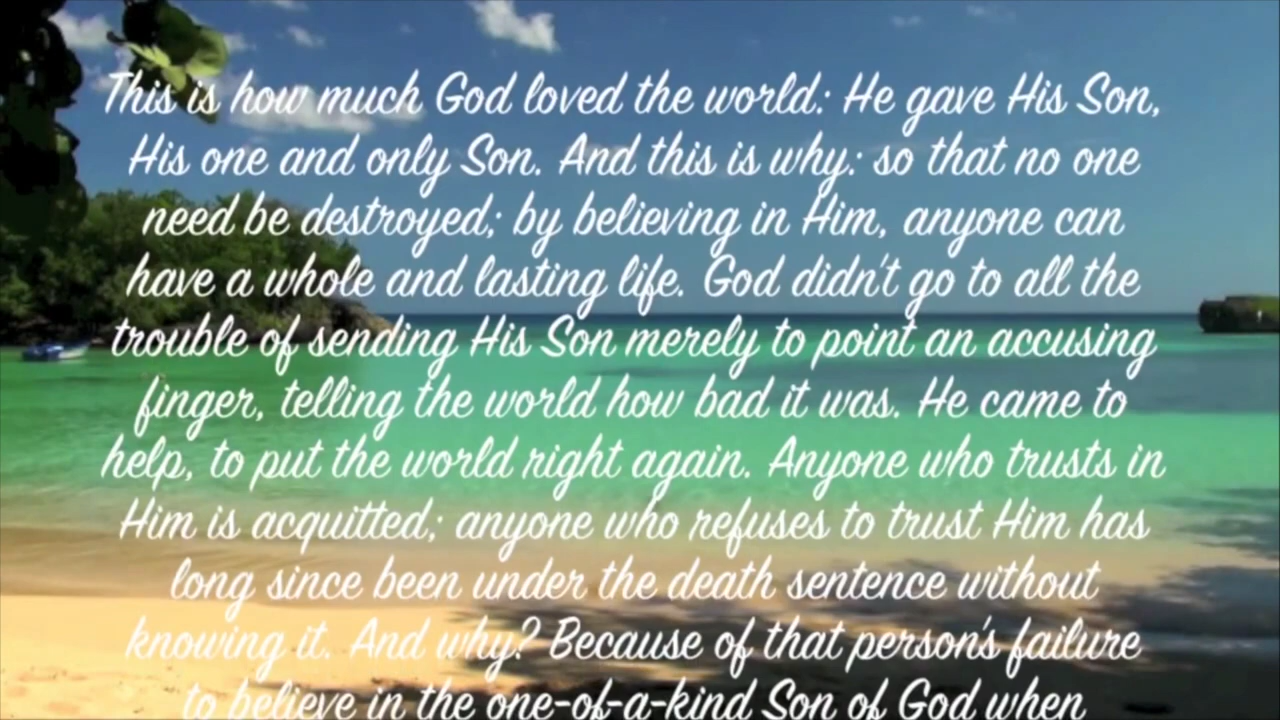 This is how much God loved the world: He gave His Son,
His one and only Son. And this is why: so that no one
need be destroyed; by believing in Him, anyone can
have a whole and lasting life. God didn't go to all the
trouble of sending His Son merely to point an accusing
finger, telling the world how bad it was. He came to
help, to put the world right again. Anyone who trusts in
Him is acquitted; anyone who refuses to trust Him has
long since been under the death sentence without
knowing it. And why? Because of that person's failure
to believe in the one-of-a-kind Son of God when